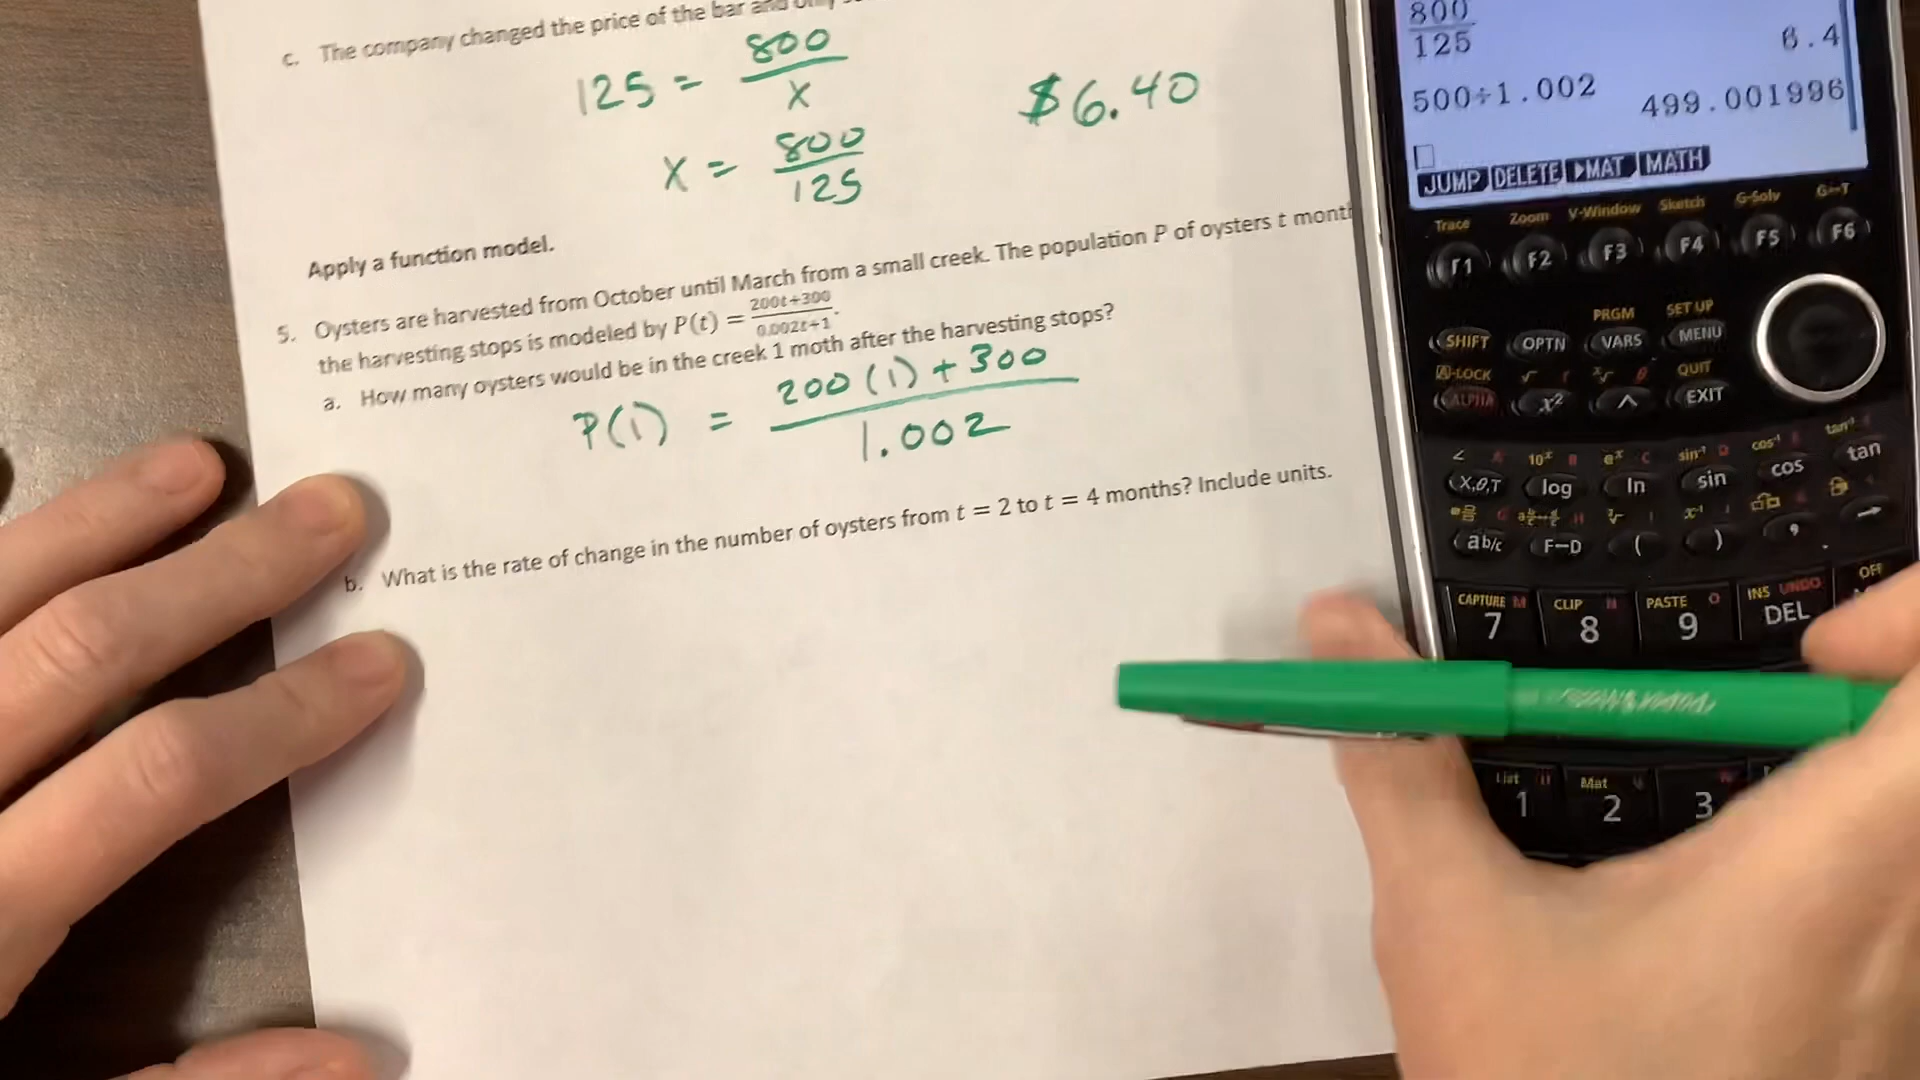 c. The company changed the price of the bar and
125 = 800/x
$6.40
x = 800/125
Apply a function model.
5. Oysters are harvested from October until March from a small creek. The population P of oysters t
the harvesting stops is modeled by P(t) = 200t+300/0.002t+1.
a. How many oysters would be in the creek 1 moth after the harvesting stops?
P(1) = 200(1)+300/1.002
b. What is the rate of change in the number of oysters from t = 2 to t = 4 months? Include units.
800/125
6.4
500÷1.002
499.001996
JUMP DELETE ►MAT MATH
Trace Zoom V-Window Sketch G-Solv G↔T
F1 F2 F3 F4 F5 F6
PRGM SET UP
SHIFT OPTN VARS MENU
A-LOCK QUIT
ALPHA x² ^ EXIT
∠ A 10ˣ B eˣ C sin⁻¹ D cos⁻¹ tan⁻¹
X,θ,T log ln sin cos tan
x⁻¹
ab/c F↔D ( ) , →
CAPTURE M CLIP N PASTE O INS UNDO OFF
7 8 9 DEL
List Mat
1 2 3